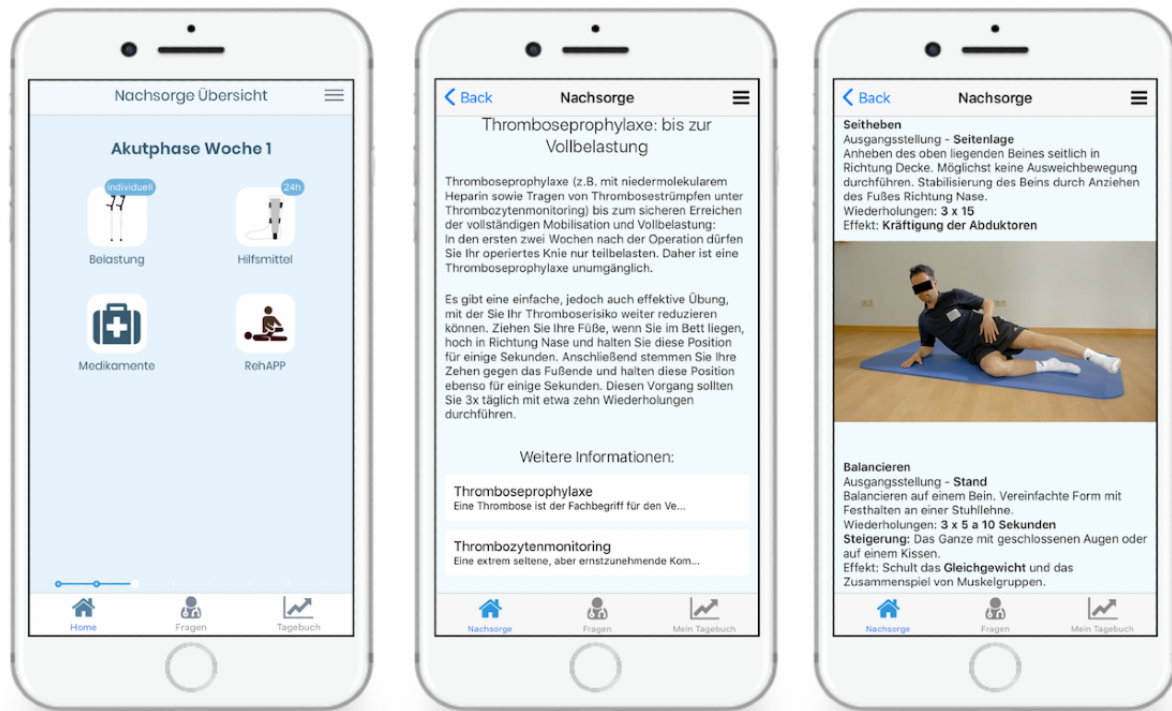 Nachsorge Übersicht
Akutphase Woche 1
individuell
24h
Belastung
Hilfsmittel
Medikamente
RehAPP
Home
Fragen
Tagebuch
Back
Nachsorge
Thromboseprophylaxe: bis zur
Vollbelastung
Thromboseprophylaxe (z.B. mit niedermolekularem
Heparin sowie Tragen von Thrombosestrümpfen unter
Thrombozytenmonitoring) bis zum sicheren Erreichen
der vollständigen Mobilisation und Vollbelastung:
In den ersten zwei Wochen nach der Operation dürfen
Sie Ihr operiertes Knie nur teilbelasten. Daher ist eine
Thromboseprophylaxe unumgänglich.
Es gibt eine einfache, jedoch auch effektive Übung,
mit der Sie Ihr Thromboserisiko weiter reduzieren
können. Ziehen Sie Ihre Füße, wenn Sie im Bett liegen,
hoch in Richtung Nase und halten Sie diese Position
für einige Sekunden. Anschließend stemmen Sie Ihre
Zehen gegen das Fußende und halten diese Position
ebenso für einige Sekunden. Diesen Vorgang sollten
Sie 3x täglich mit etwa zehn Wiederholungen
durchführen.
Weitere Informationen:
Thromboseprophylaxe
Eine Thrombose ist der Fachbegriff für den Ve...
Thrombozytenmonitoring
Eine extrem seltene, aber ernstzunehmende Kom...
Nachsorge
Fragen
Mein Tagebuch
Back
Nachsorge
Seitheben
Ausgangsstellung - Seitenlage
Anheben des oben liegenden Beines seitlich in
Richtung Decke. Möglichst keine Ausweichbewegung
durchführen. Stabilisierung des Beins durch Anziehen
des Fußes Richtung Nase.
Wiederholungen: 3 x 15
Effekt: Kräftigung der Abduktoren
Balancieren
Ausgangsstellung - Stand
Balancieren auf einem Bein. Vereinfachte Form mit
Festhalten an einer Stuhllehne.
Wiederholungen: 3 x 5 a 10 Sekunden
Steigerung: Das Ganze mit geschlossenen Augen oder
auf einem Kissen.
Effekt: Schult das Gleichgewicht und das
Zusammenspiel von Muskelgruppen.
Nachsorge
Fragen
Mein Tagebuch